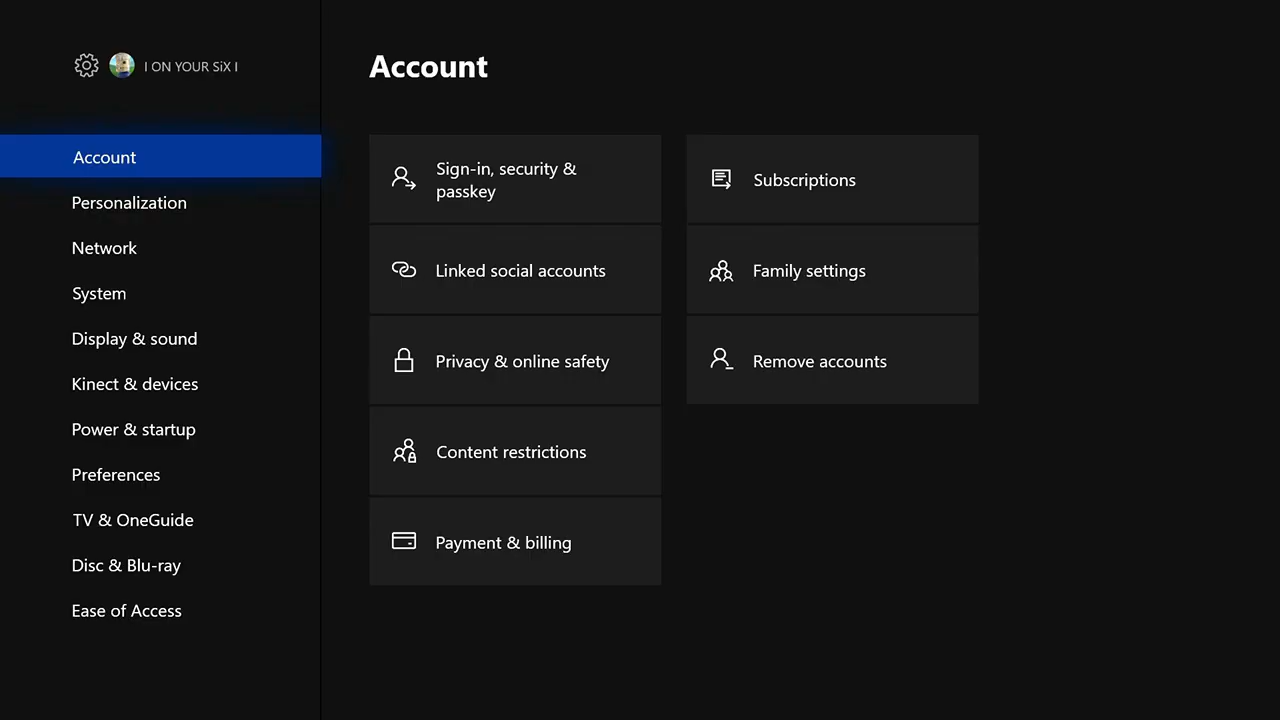 I ON YOUR SiX I
Account
Account
Personalization
Network
System
Display & sound
Kinect & devices
Power & startup
Preferences
TV & OneGuide
Disc & Blu-ray
Ease of Access
Sign-in, security &
passkey
Linked social accounts
Privacy & online safety
Content restrictions
Payment & billing
Subscriptions
Family settings
Remove accounts